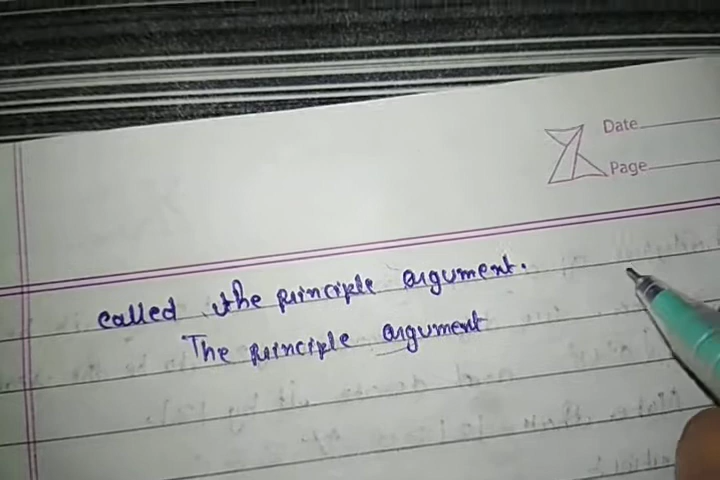 Date
Page
called the principle argument.
The principle argument